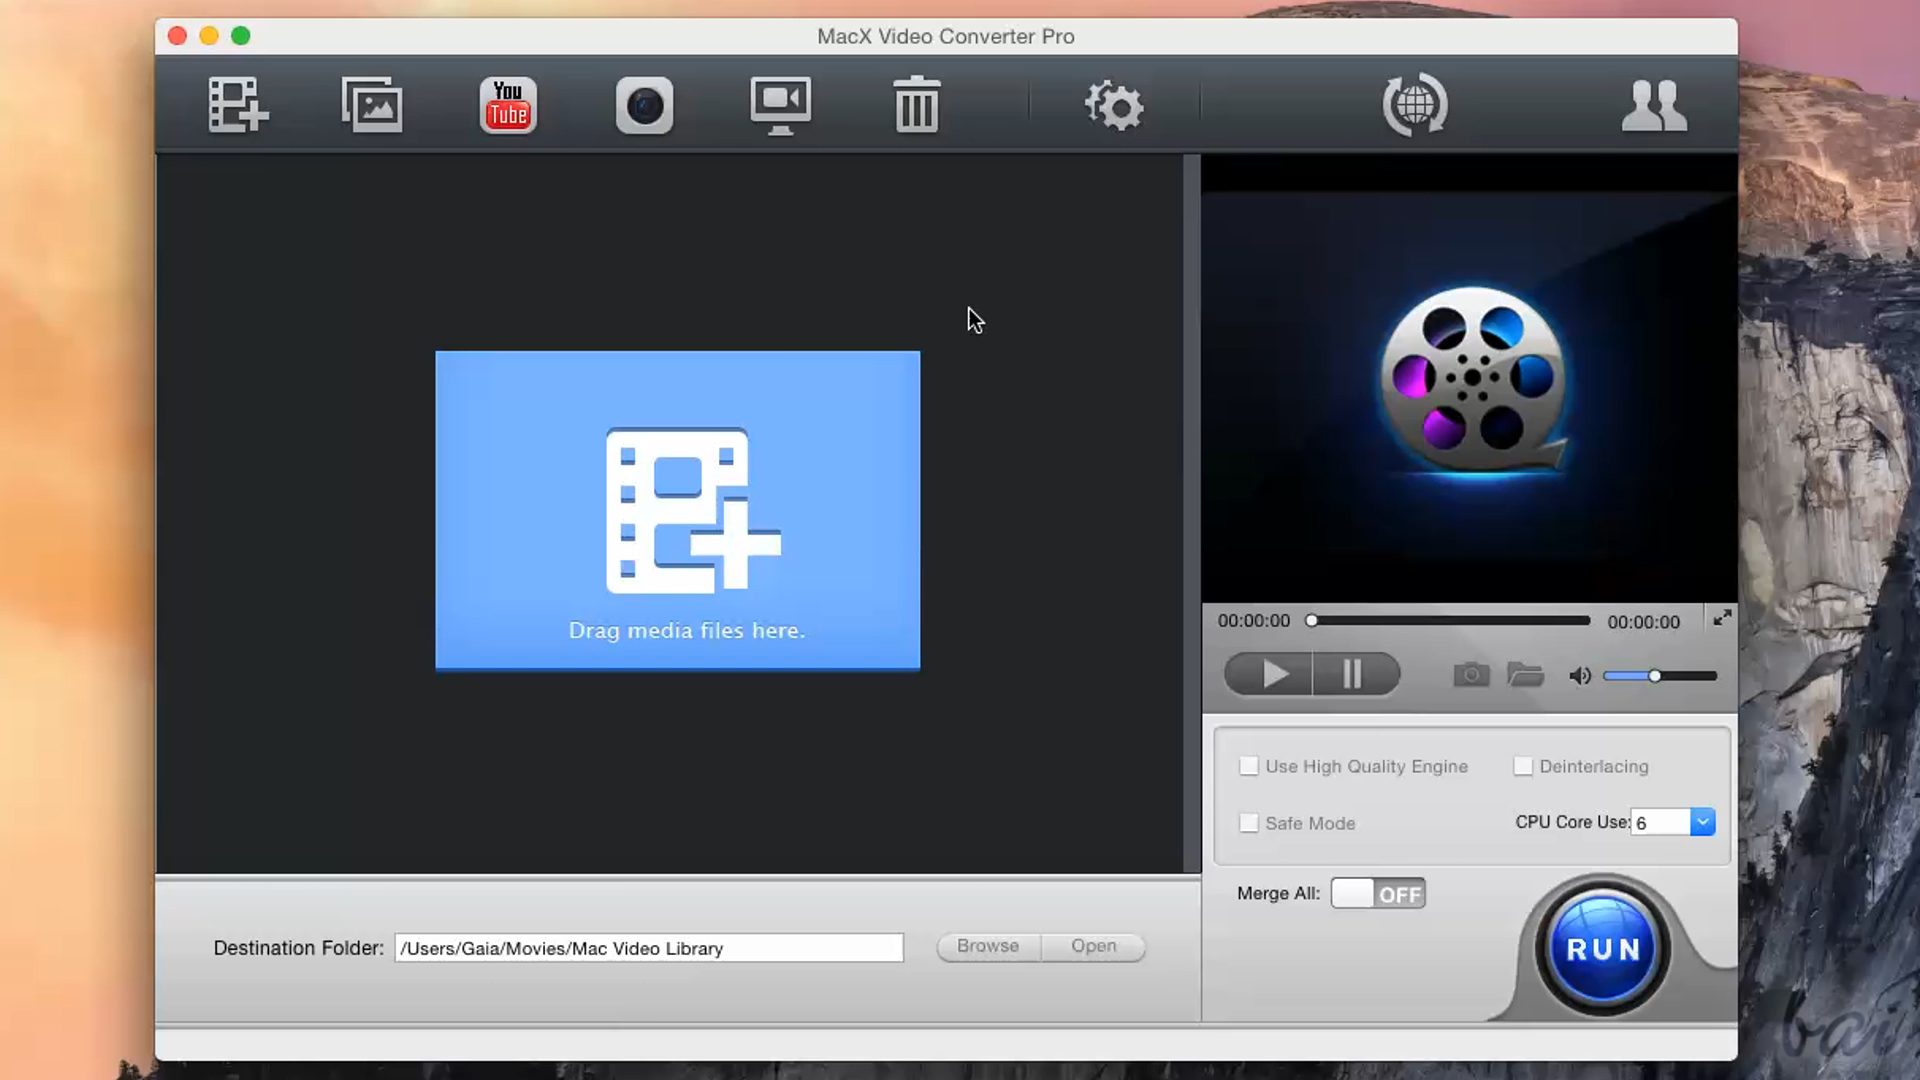 MacX Video Converter Pro
You
Tube
Drag media files here.
00:00:00
00:00:00
Use High Quality Engine
Deinterlacing
Safe Mode
CPU Core Use: 6
Merge All: OFF
Destination Folder: /Users/Gaia/Movies/Mac Video Library
Browse
Open
RUN